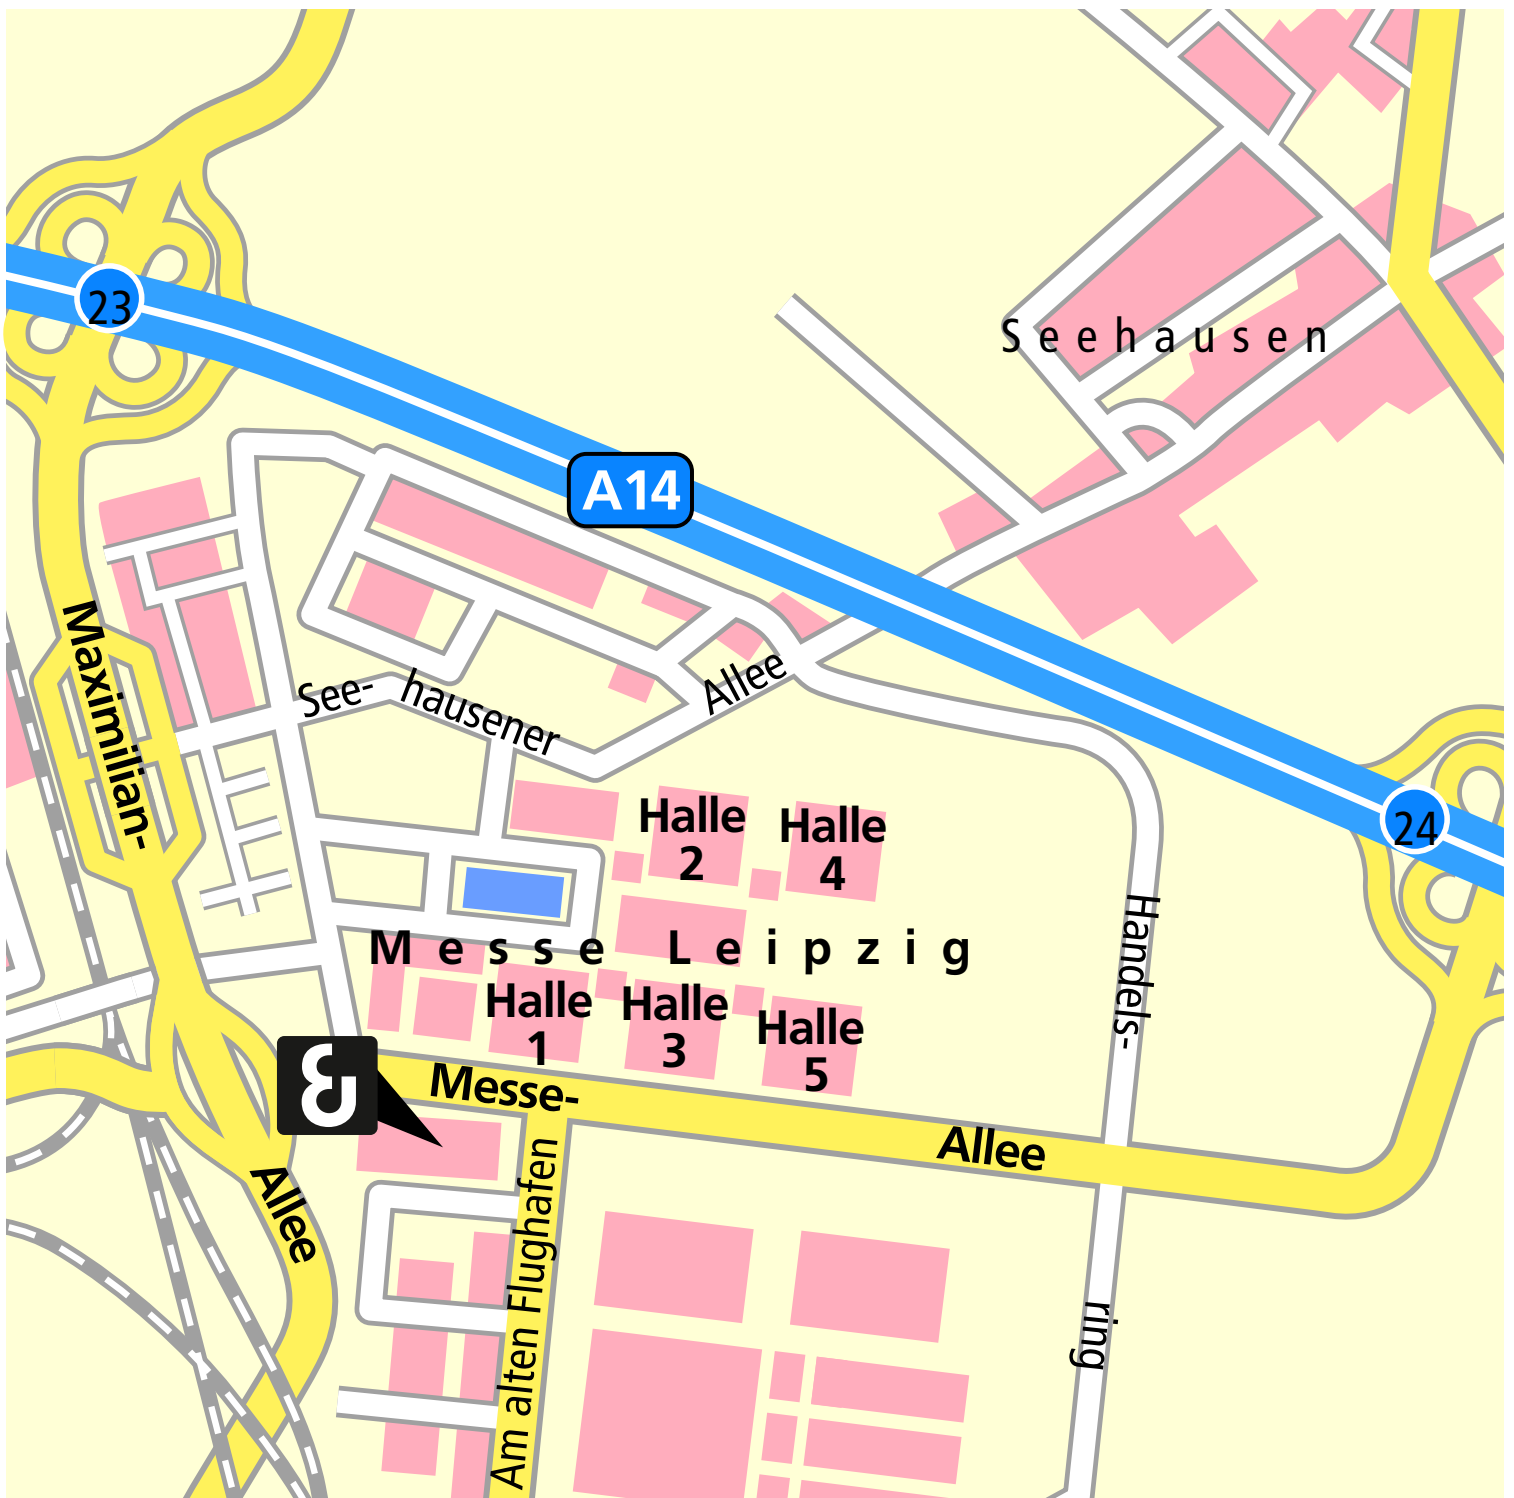 23
Seehausen
A14
Maximilian-
Allee
See-
hausener
Allee
24
Halle
2
Halle
4
Messe Leipzig
Handels-
ring
Halle
1
Halle
3
Halle
5
&
Messe-
Allee
Am alten Flughafen